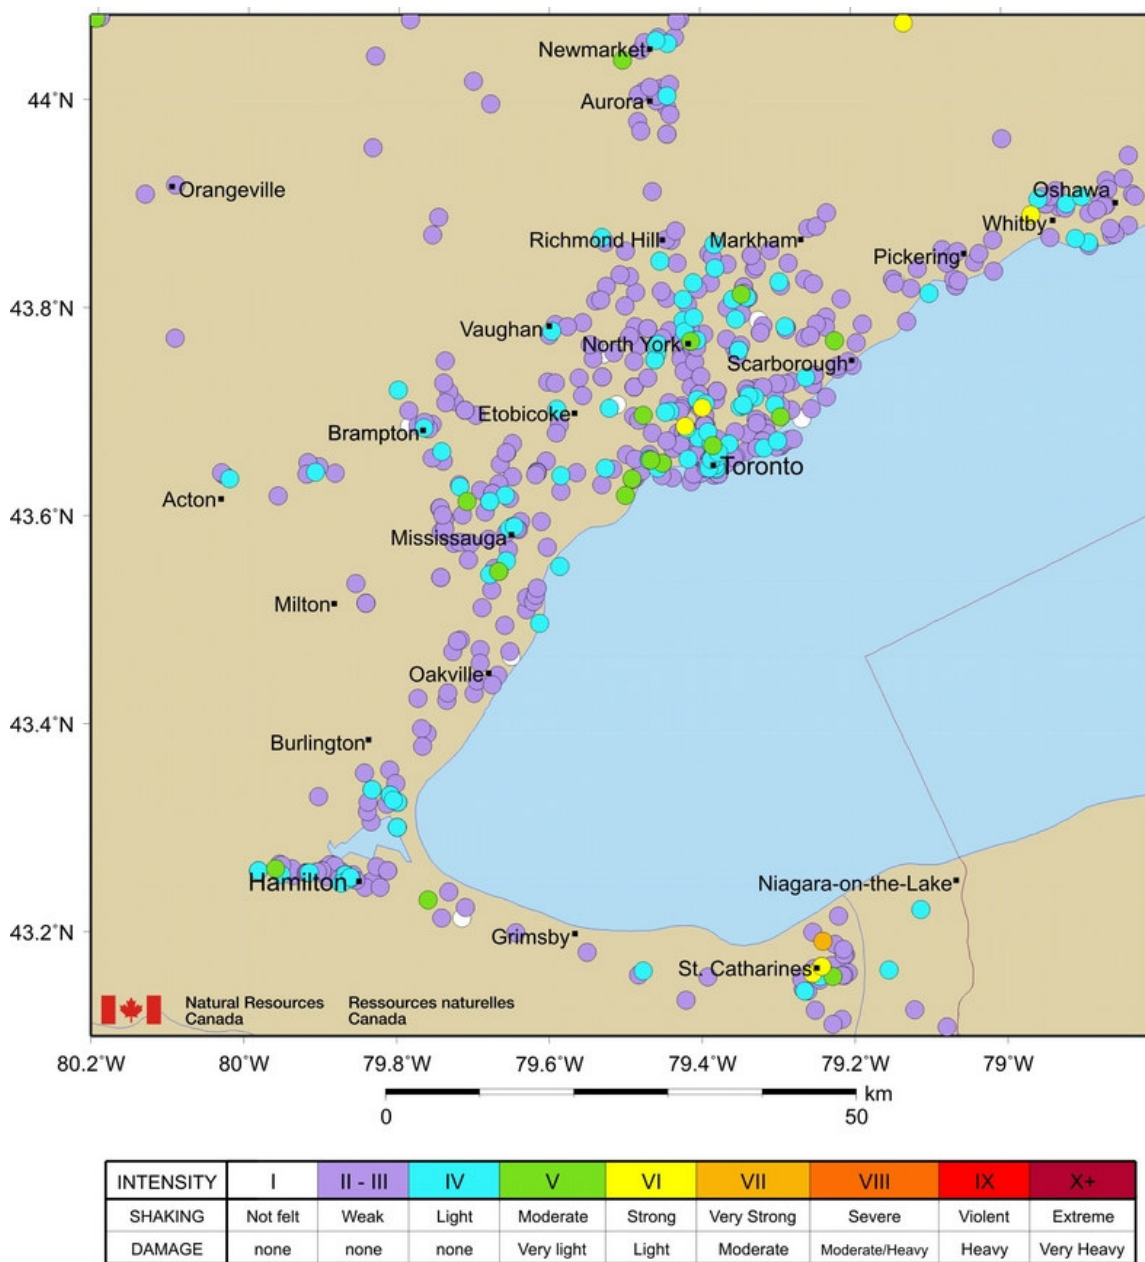 Newmarket
44°N
Aurora
Orangeville
Oshawa
Whitby
Richmond Hill
Markham
Pickering
43.8°N
Vaughan
North York
Scarborough
Etobicoke
Brampton
Toronto
Acton
43.6°N
Mississauga
Milton
Oakville
43.4°N
Burlington
Hamilton
Niagara-on-the-Lake
43.2°N
Grimsby
St. Catharines
Natural Resources Ressources naturelles
Canada Canada
80.2°W 80°W 79.8°W 79.6°W 79.4°W 79.2°W 79°W
km
0 50
INTENSITY I II - III IV V VI VII VIII IX X+
SHAKING Not felt Weak Light Moderate Strong Very Strong Severe Violent Extreme
DAMAGE none none none Very light Light Moderate Moderate/Heavy Heavy Very Heavy